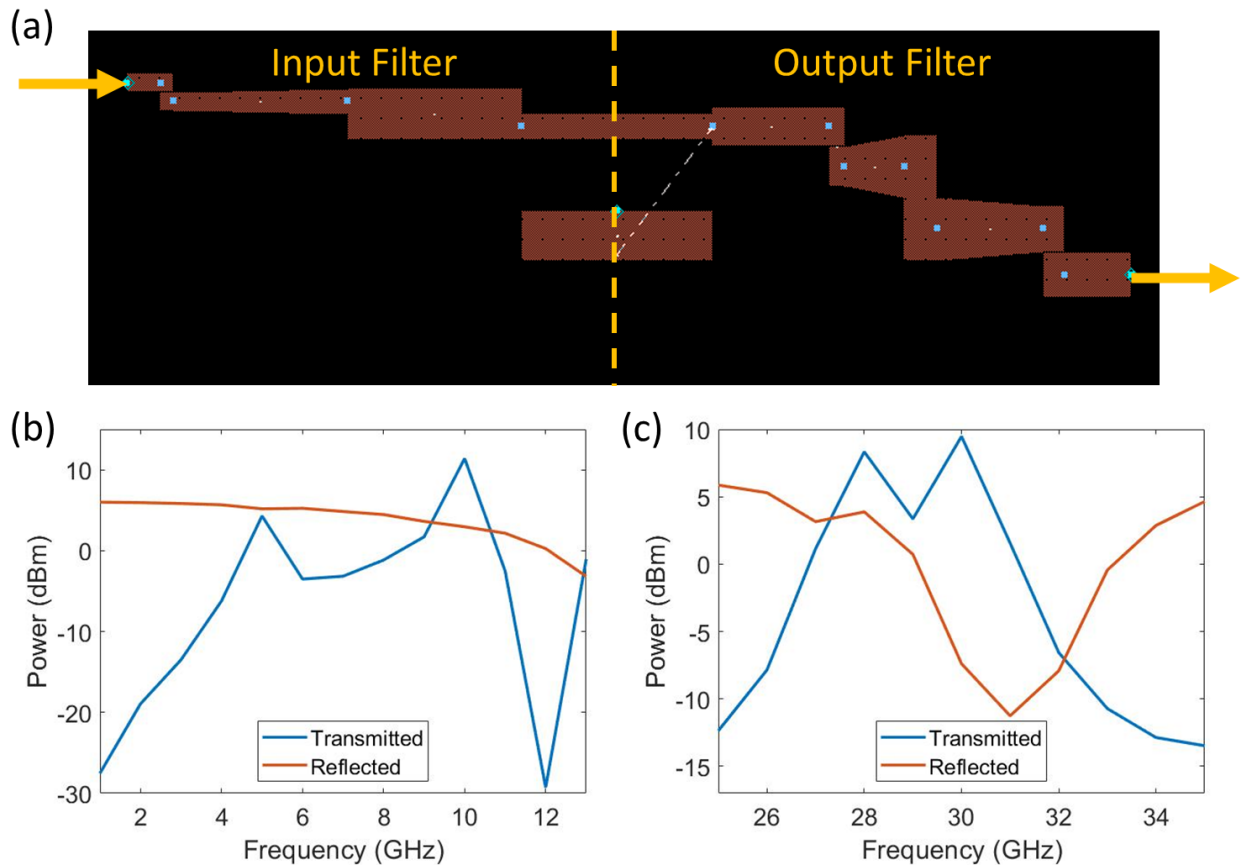 (a)
Input Filter
Output Filter
(b)
(c)
10
0
-10
-20
-30
Power (dBm)
2
4
6
8
10
12
Frequency (GHz)
Transmitted
Reflected
10
5
0
-5
-10
-15
Power (dBm)
26
28
30
32
34
Frequency (GHz)
Transmitted
Reflected